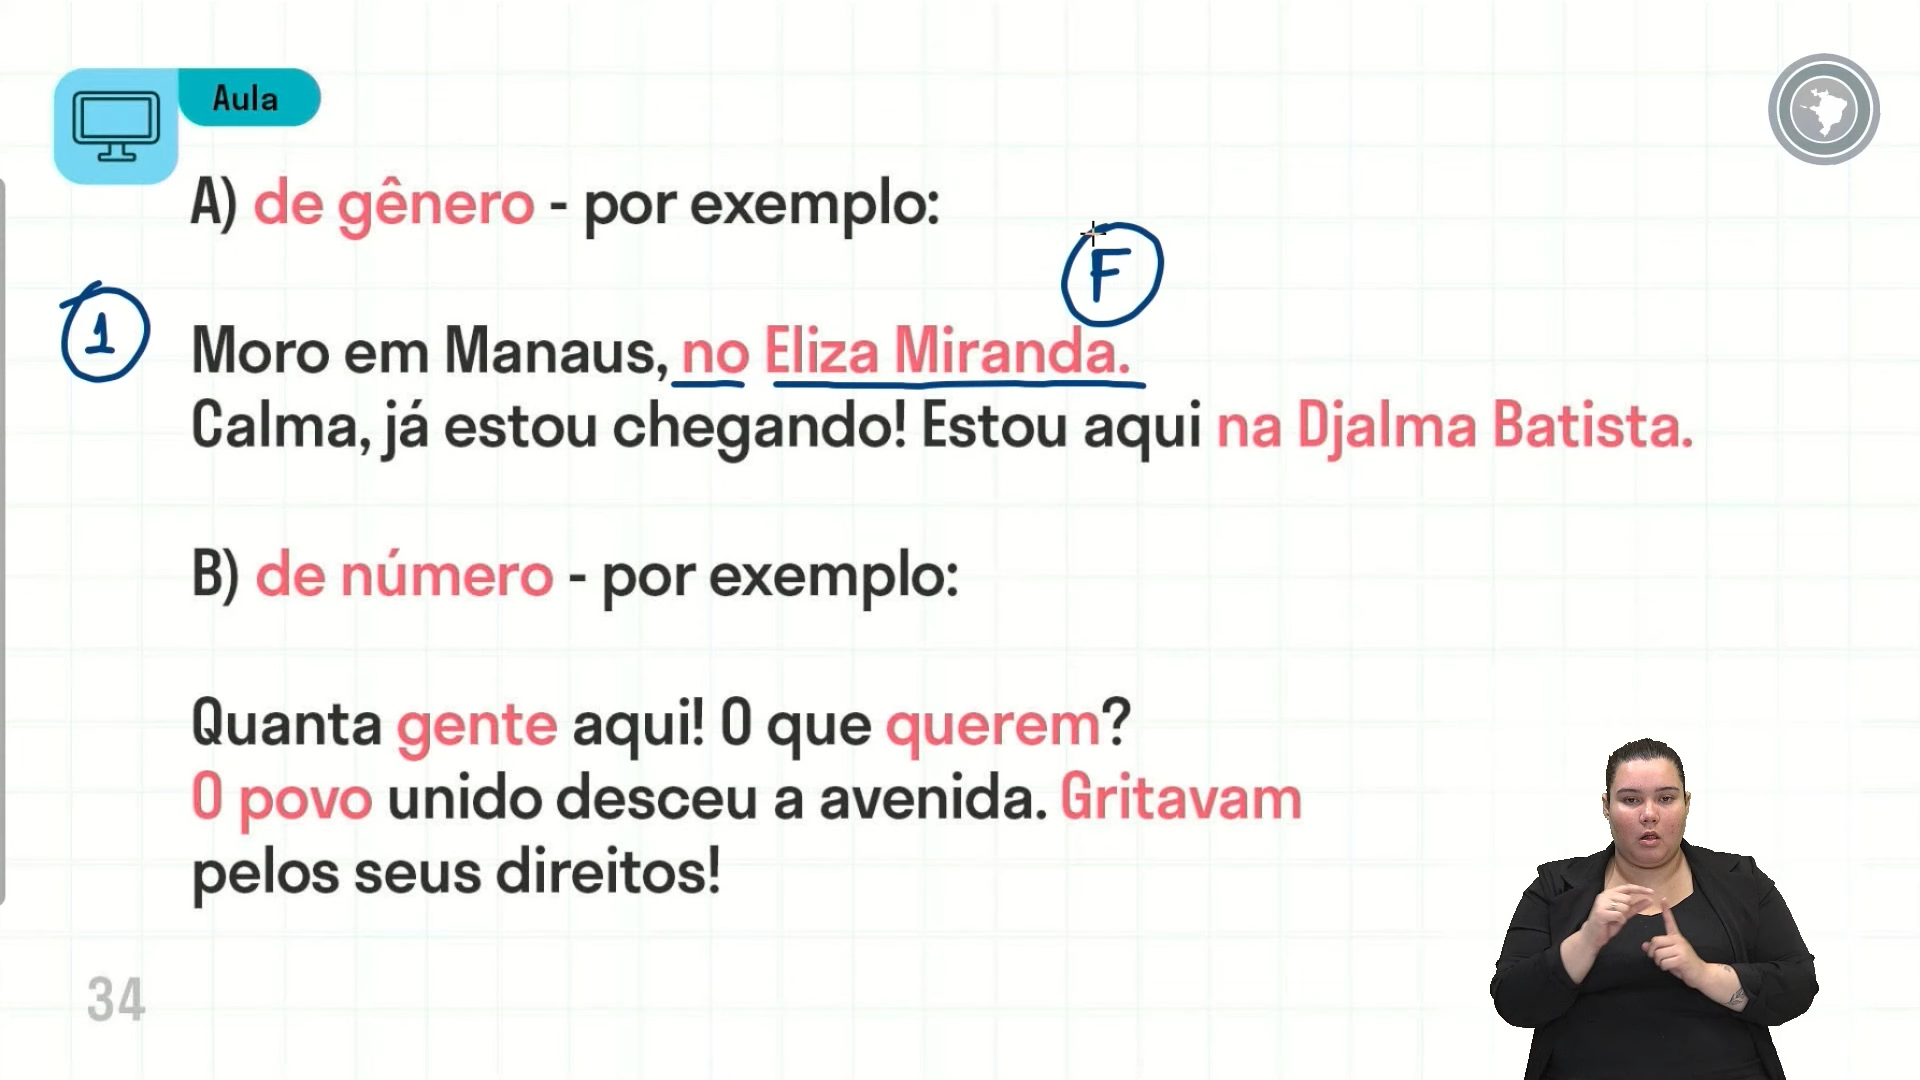 Aula
A) de gênero - por exemplo:
F
1
Moro em Manaus, no Eliza Miranda.
Calma, já estou chegando! Estou aqui na Djalma Batista.
B) de número - por exemplo:
Quanta gente aqui! O que querem?
O povo unido desceu a avenida. Gritavam
pelos seus direitos!
34